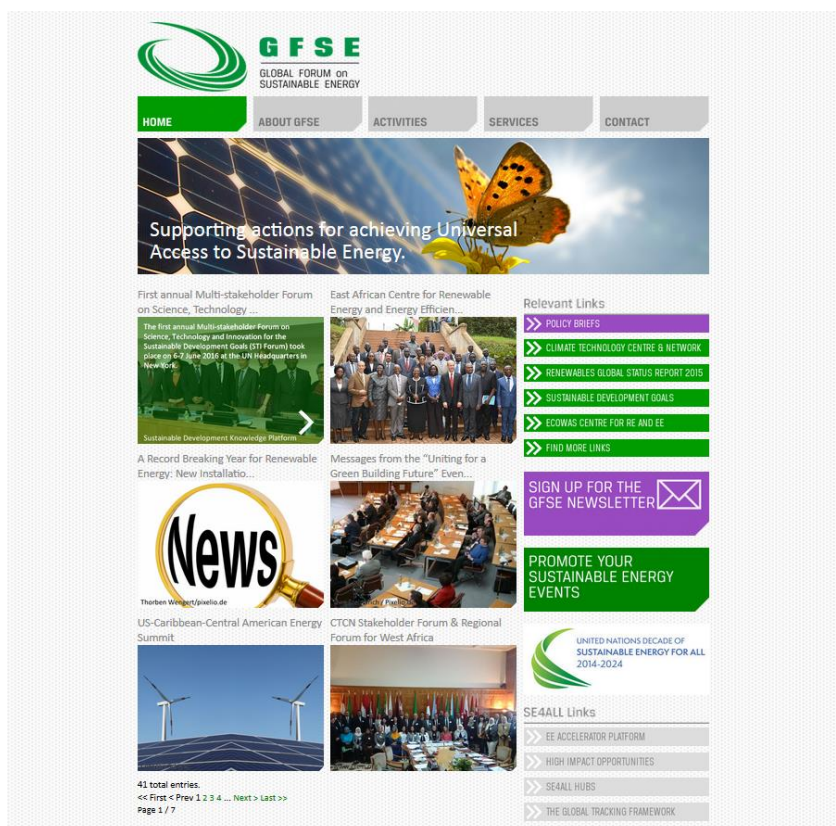 GFSE
GLOBAL FORUM on
SUSTAINABLE ENERGY
HOME
ABOUT GFSE
ACTIVITIES
SERVICES
CONTACT
Supporting actions for achieving Universal
Access to Sustainable Energy.
First annual Multi-stakeholder Forum
on Science, Technology ...
The first annual Multi-stakeholder Forum on
Science, Technology and Innovation for the
Sustainable Development Goals (STI Forum) took
place on 6-7 June 2016 at the UN Headquarters in
New York.
Sustainable Development Knowledge Platform
East African Centre for Renewable
Energy and Energy Efficien...
A Record Breaking Year for Renewable
Energy: New Installatio...
News
Thorben Wengert/pixelio.de
Messages from the “Uniting for a
Green Building Future” Even...
Pixelio.de
US-Caribbean-Central American Energy
Summit
CTCN Stakeholder Forum & Regional
Forum for West Africa
41 total entries.
<< First < Prev 1 2 3 4 ... Next > Last >>
Page 1 / 7
Relevant Links
POLICY BRIEFS
CLIMATE TECHNOLOGY CENTRE & NETWORK
RENEWABLES GLOBAL STATUS REPORT 2015
SUSTAINABLE DEVELOPMENT GOALS
ECOWAS CENTRE FOR RE AND EE
FIND MORE LINKS
SIGN UP FOR THE
GFSE NEWSLETTER
PROMOTE YOUR
SUSTAINABLE ENERGY
EVENTS
UNITED NATIONS DECADE OF
SUSTAINABLE ENERGY FOR ALL
2014-2024
SE4ALL Links
EE ACCELERATOR PLATFORM
HIGH IMPACT OPPORTUNITIES
SE4ALL HUBS
THE GLOBAL TRACKING FRAMEWORK